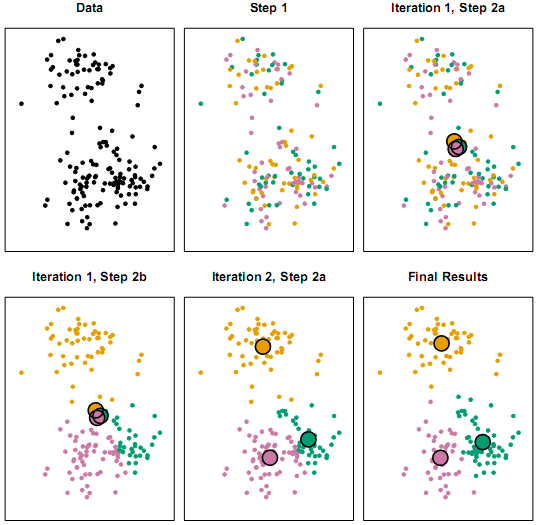 Data
Step 1
Iteration 1, Step 2a
Iteration 1, Step 2b
Iteration 2, Step 2a
Final Results